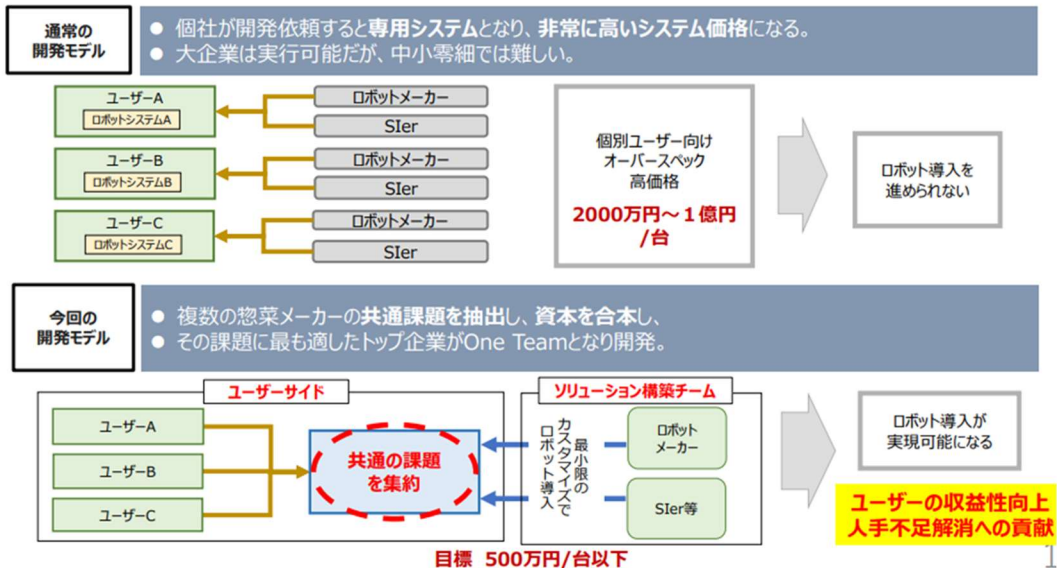 通常の
開発モデル
● 個社が開発依頼すると専用システムとなり、非常に高いシステム価格になる。
● 大企業は実行可能だが、中小零細では難しい。
ユーザーA
ロボットシステムA
ロボットメーカー
SIer
ユーザーB
ロボットシステムB
ロボットメーカー
SIer
ユーザーC
ロボットシステムC
ロボットメーカー
SIer
個別ユーザー向け
オーバースペック
高価格
2000万円～１億円
/台
ロボット導入を
進められない
今回の
開発モデル
● 複数の惣菜メーカーの共通課題を抽出し、資本を合本し、
● その課題に最も適したトップ企業がOne Teamとなり開発。
ユーザーサイド
ユーザーA
ユーザーB
ユーザーC
共通の課題
を集約
ソリューション構築チーム
最小限の
カスタマイズで
ロボット導入
ロボット
メーカー
SIer等
目標 500万円/台以下
ロボット導入が
実現可能になる
ユーザーの収益性向上
人手不足解消への貢献
1